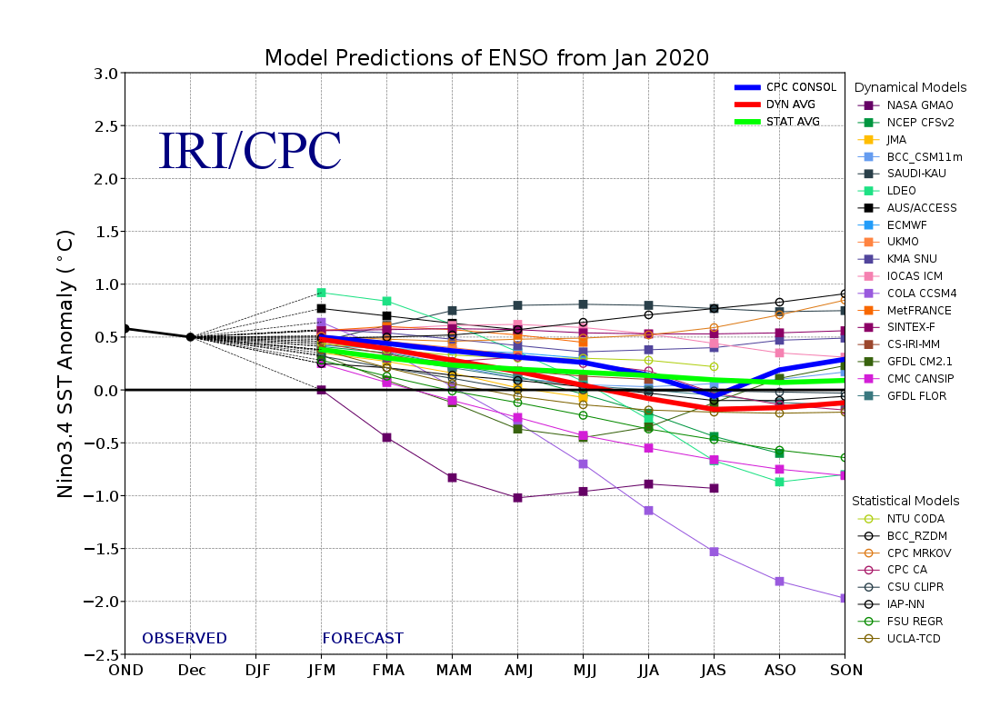 Model Predictions of ENSO from Jan 2020
IRI/CPC
CPC CONSOL
DYN AVG
STAT AVG
Nino3.4 SST Anomaly (°C)
3.0
2.5
2.0
1.5
1.0
0.5
0.0
−0.5
−1.0
−1.5
−2.0
−2.5
OBSERVED
FORECAST
OND Dec DJF JFM FMA MAM AMJ MJJ JJA JAS ASO SON
Dynamical Models
NASA GMAO
NCEP CFSv2
JMA
BCC_CSM11m
SAUDI-KAU
LDEO
AUS/ACCESS
ECMWF
UKMO
KMA SNU
IOCAS ICM
COLA CCSM4
MetFRANCE
SINTEX-F
CS-IRI-MM
GFDL CM2.1
CMC CANSIP
GFDL FLOR
Statistical Models
NTU CODA
BCC_RZDM
CPC MRKOV
CPC CA
CSU CLIPR
IAP-NN
FSU REGR
UCLA-TCD